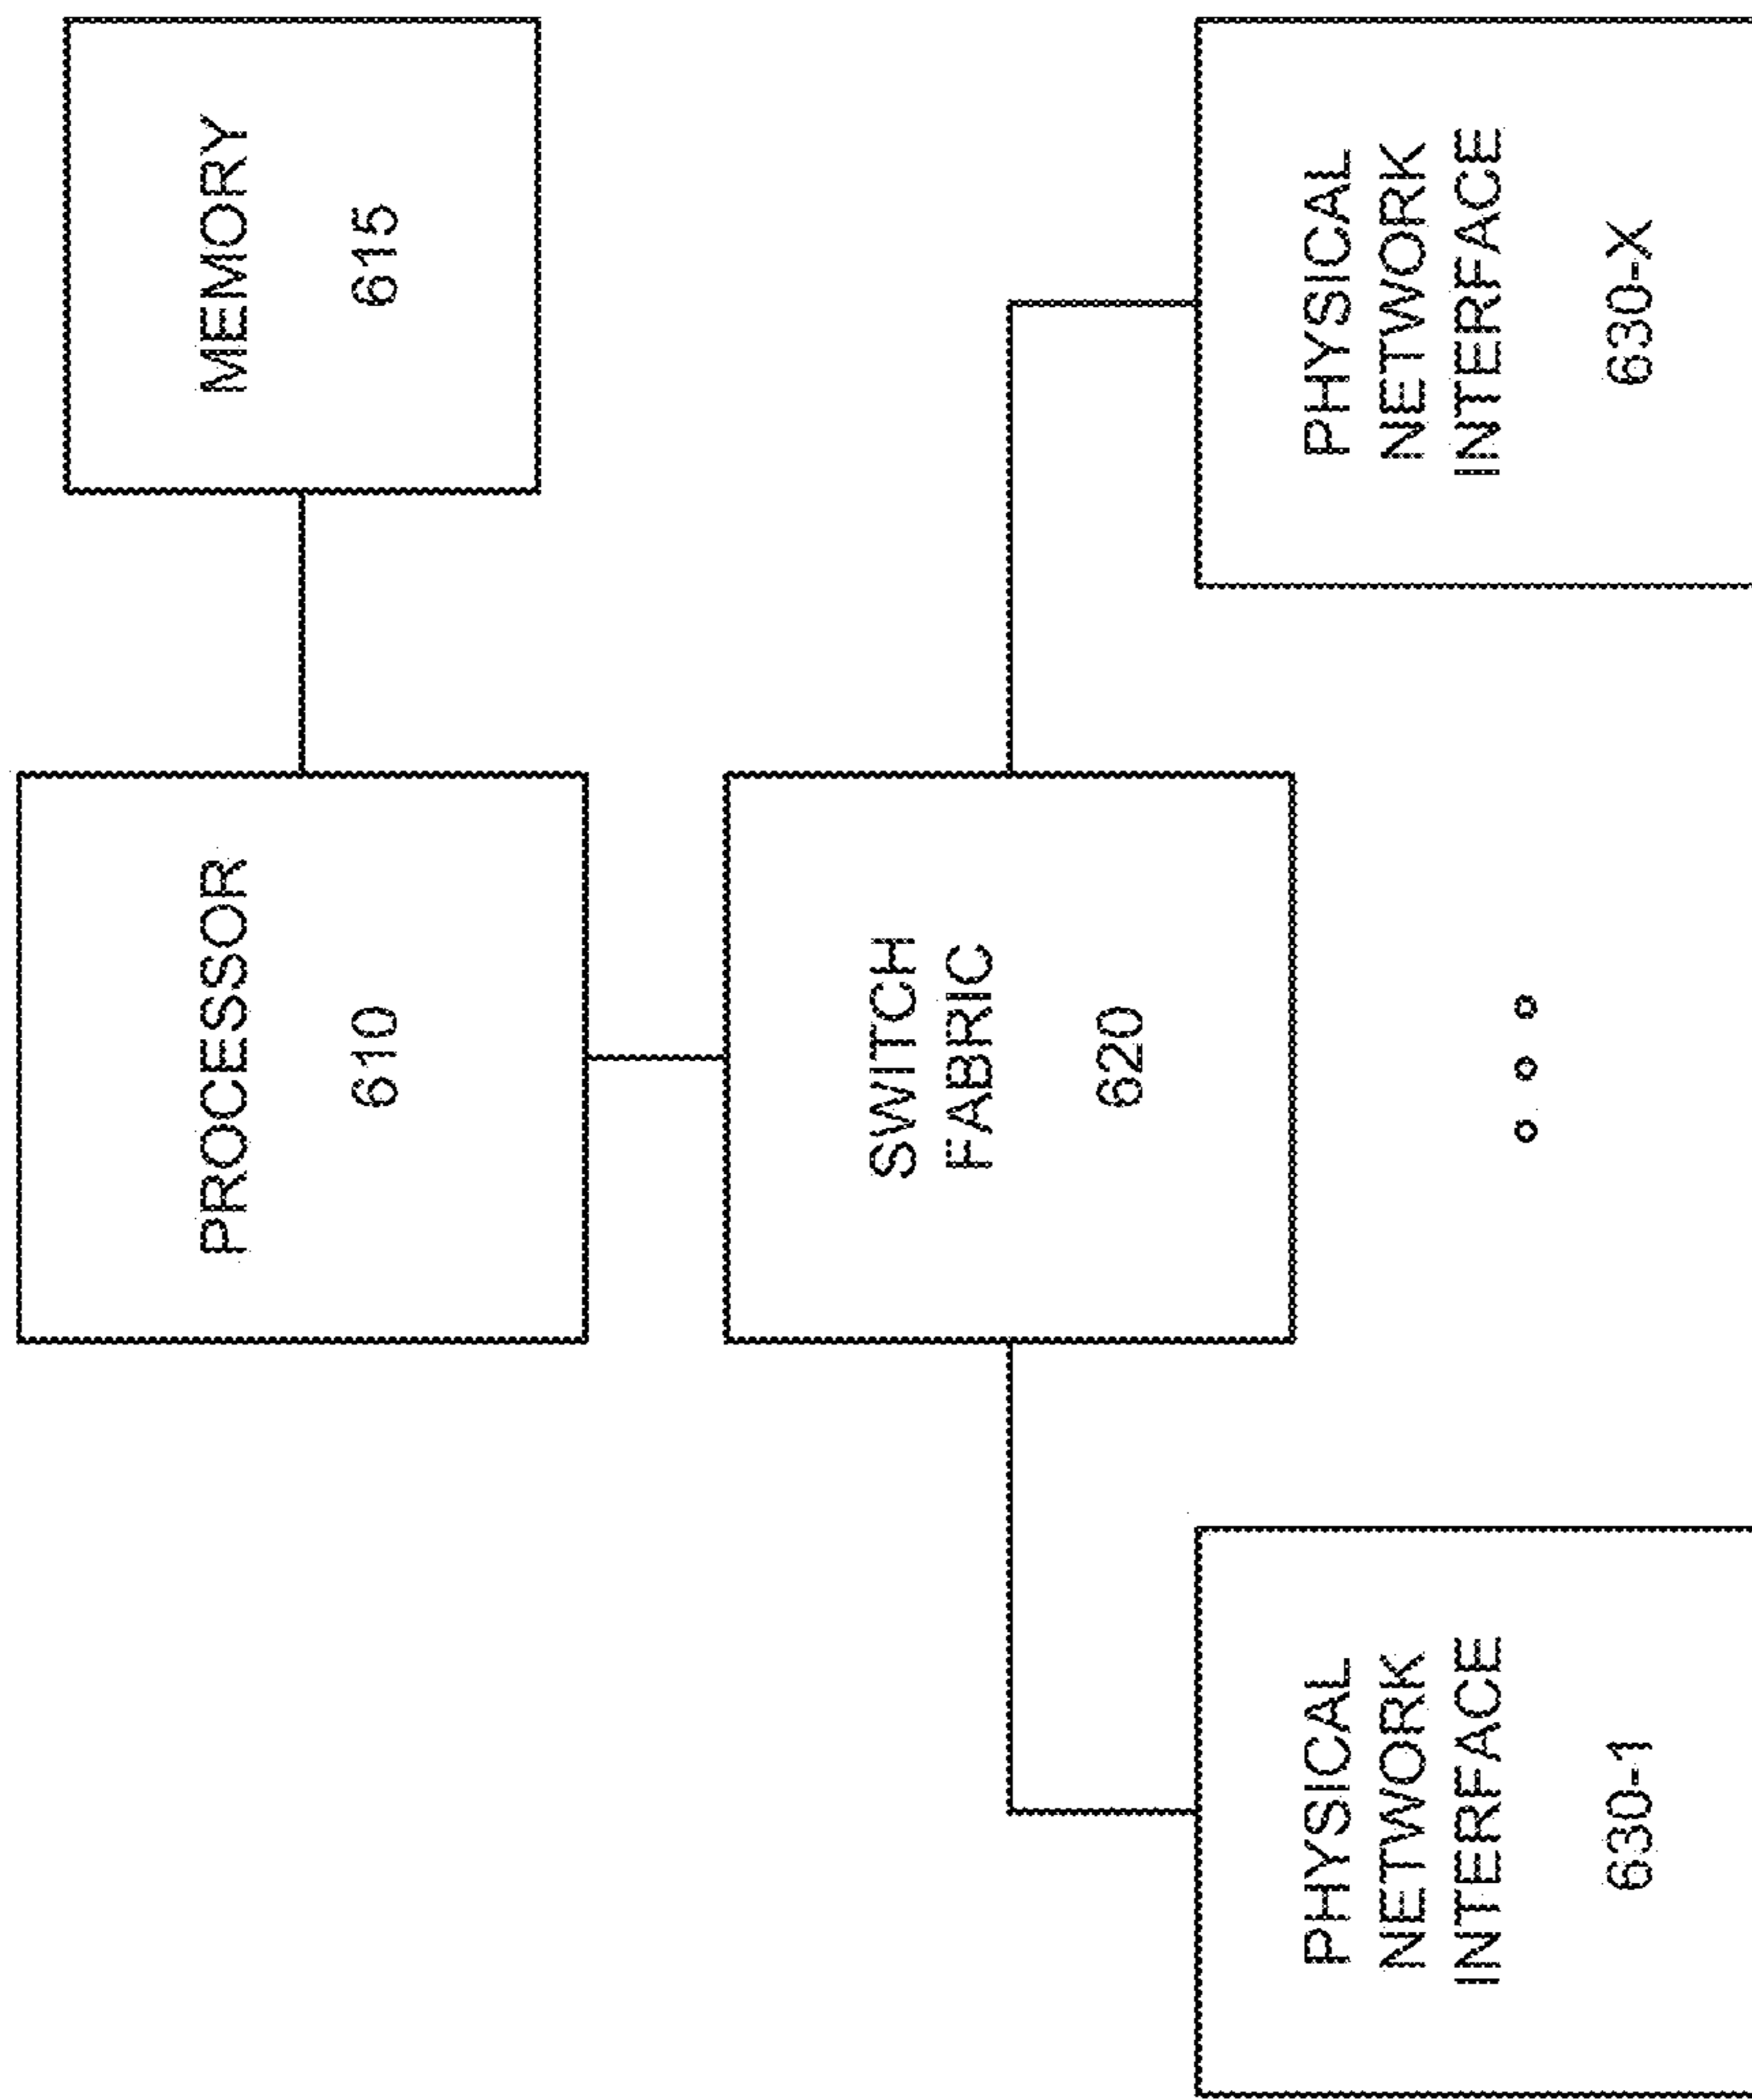 PROCESSOR
610
MEMORY
615
SWITCH
FABRIC
620
PHYSICAL
NETWORK
INTERFACE
630-1
PHYSICAL
NETWORK
INTERFACE
630-X